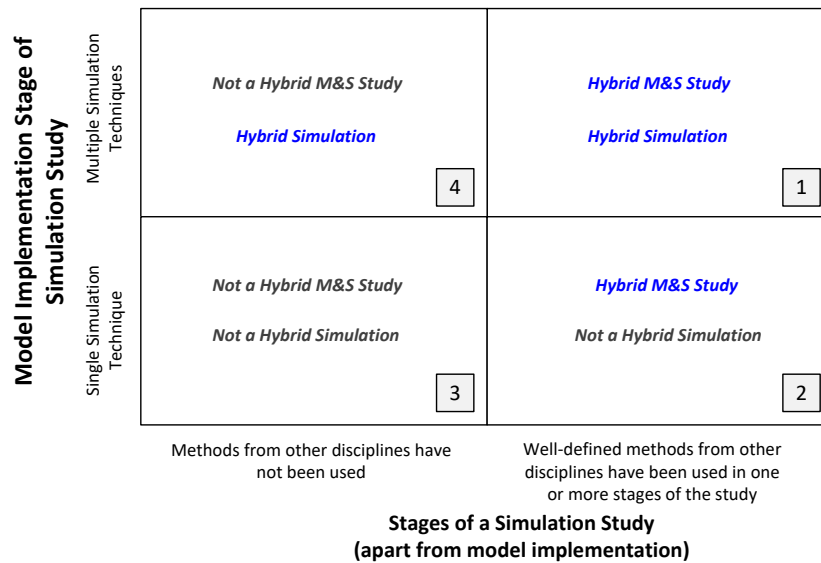 Model Implementation Stage of
Simulation Study
Multiple Simulation
Techniques
Not a Hybrid M&S Study
Hybrid Simulation
4
Hybrid M&S Study
Hybrid Simulation
1
Single Simulation
Technique
Not a Hybrid M&S Study
Not a Hybrid Simulation
3
Hybrid M&S Study
Not a Hybrid Simulation
2
Methods from other disciplines have
not been used
Well-defined methods from other
disciplines have been used in one
or more stages of the study
Stages of a Simulation Study
(apart from model implementation)